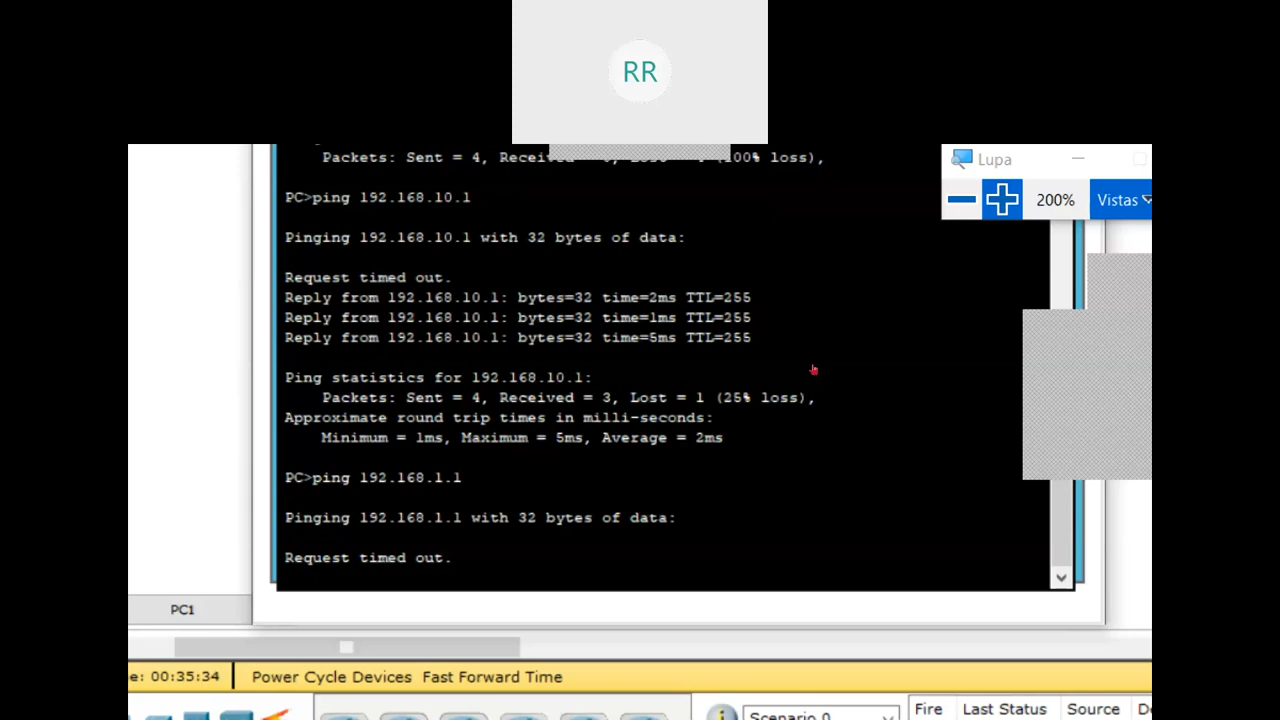 RR
Packets: Sent = 4, Received = 0, Lost = 4 (100% loss),
Lupa
PC>ping 192.168.10.1
200%
Vistas
Pinging 192.168.10.1 with 32 bytes of data:
Request timed out.
Reply from 192.168.10.1: bytes=32 time=2ms TTL=255
Reply from 192.168.10.1: bytes=32 time=1ms TTL=255
Reply from 192.168.10.1: bytes=32 time=5ms TTL=255
Ping statistics for 192.168.10.1:
Packets: Sent = 4, Received = 3, Lost = 1 (25% loss),
Approximate round trip times in milli-seconds:
Minimum = 1ms, Maximum = 5ms, Average = 2ms
PC>ping 192.168.1.1
Pinging 192.168.1.1 with 32 bytes of data:
Request timed out.
PC1
e: 00:35:34
Power Cycle Devices Fast Forward Time
Scenario 0
Fire Last Status Source